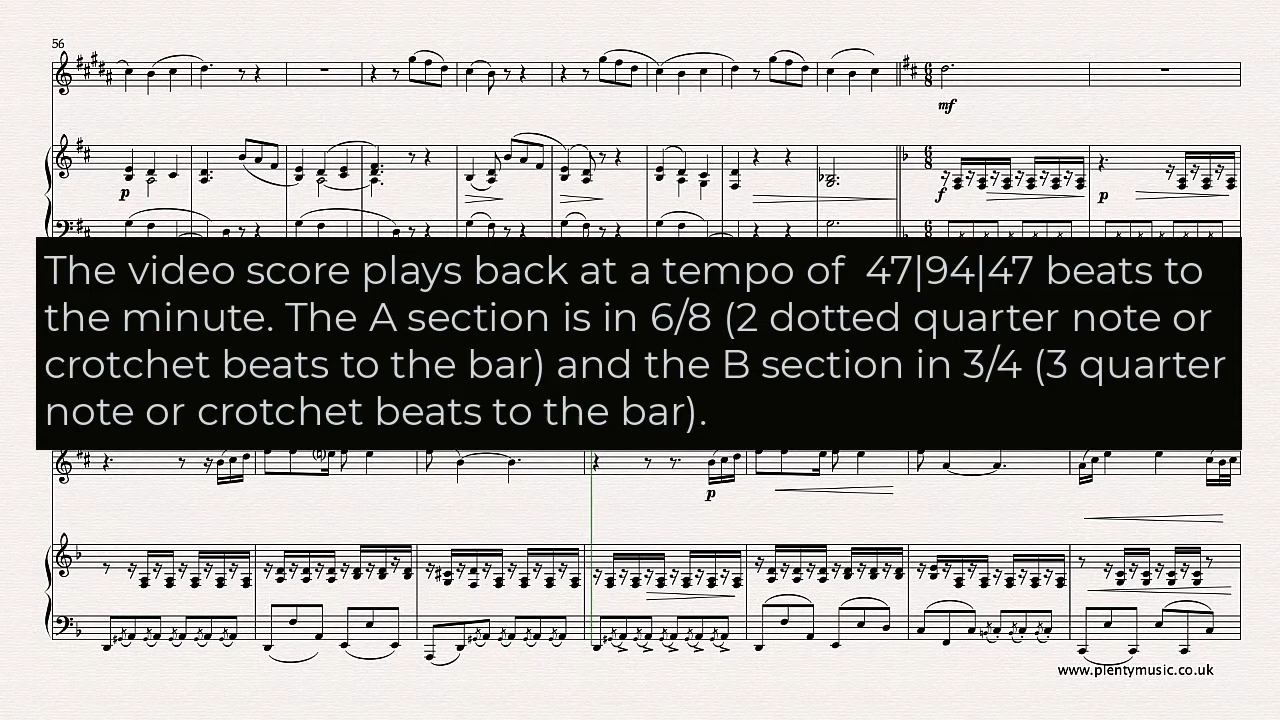 56
mf
p
f
p
The video score plays back at a tempo of 47|94|47 beats to
the minute. The A section is in 6/8 (2 dotted quarter note or
crotchet beats to the bar) and the B section in 3/4 (3 quarter
note or crotchet beats to the bar).
p
www.plentymusic.co.uk